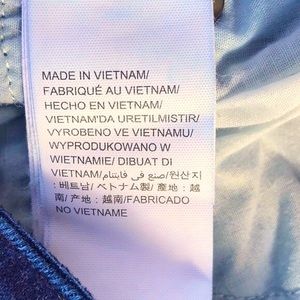 MADE IN VIETNAM/
FABRIQUÉ AU VIETNAM/
HECHO EN VIETNAM/
VIETNAM'DA URETILMISTIR/
VYROBENO VE VIETNAMU/
WYPRODUKOWANO W
WIETNAMIE/ DIBUAT DI
VIETNAM/صنع في فايتنام/원산지
: 베트남/ ベトナム製/ 產地：越
南/ 产地：越南/FABRICADO
NO VIETNAME